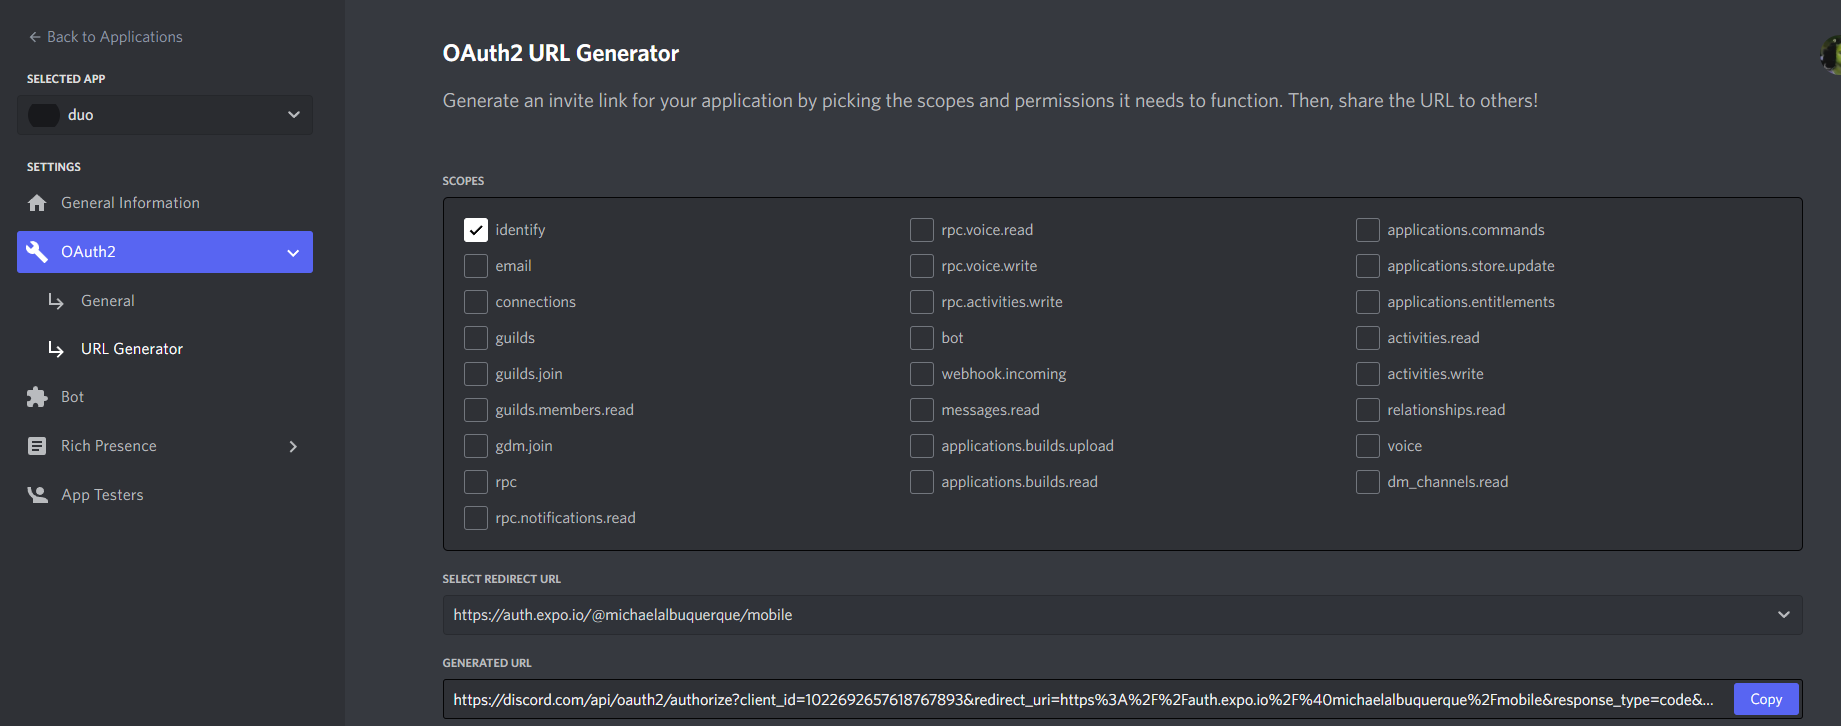 Back to Applications
SELECTED APP
duo
SETTINGS
General Information
OAuth2
General
URL Generator
Bot
Rich Presence
App Testers
OAuth2 URL Generator
Generate an invite link for your application by picking the scopes and permissions it needs to function. Then, share the URL to others!
SCOPES
identify
email
connections
guilds
guilds.join
guilds.members.read
gdm.join
rpc
rpc.notifications.read
rpc.voice.read
rpc.voice.write
rpc.activities.write
bot
webhook.incoming
messages.read
applications.builds.upload
applications.builds.read
applications.commands
applications.store.update
applications.entitlements
activities.read
activities.write
relationships.read
voice
dm_channels.read
SELECT REDIRECT URL
https://auth.expo.io/@michaelalbuquerque/mobile
GENERATED URL
https://discord.com/api/oauth2/authorize?client_id=1022692657618767893&redirect_uri=https%3A%2F%2Fauth.expo.io%2F%40michaelalbuquerque%2Fmobile&response_type=code&...
Copy